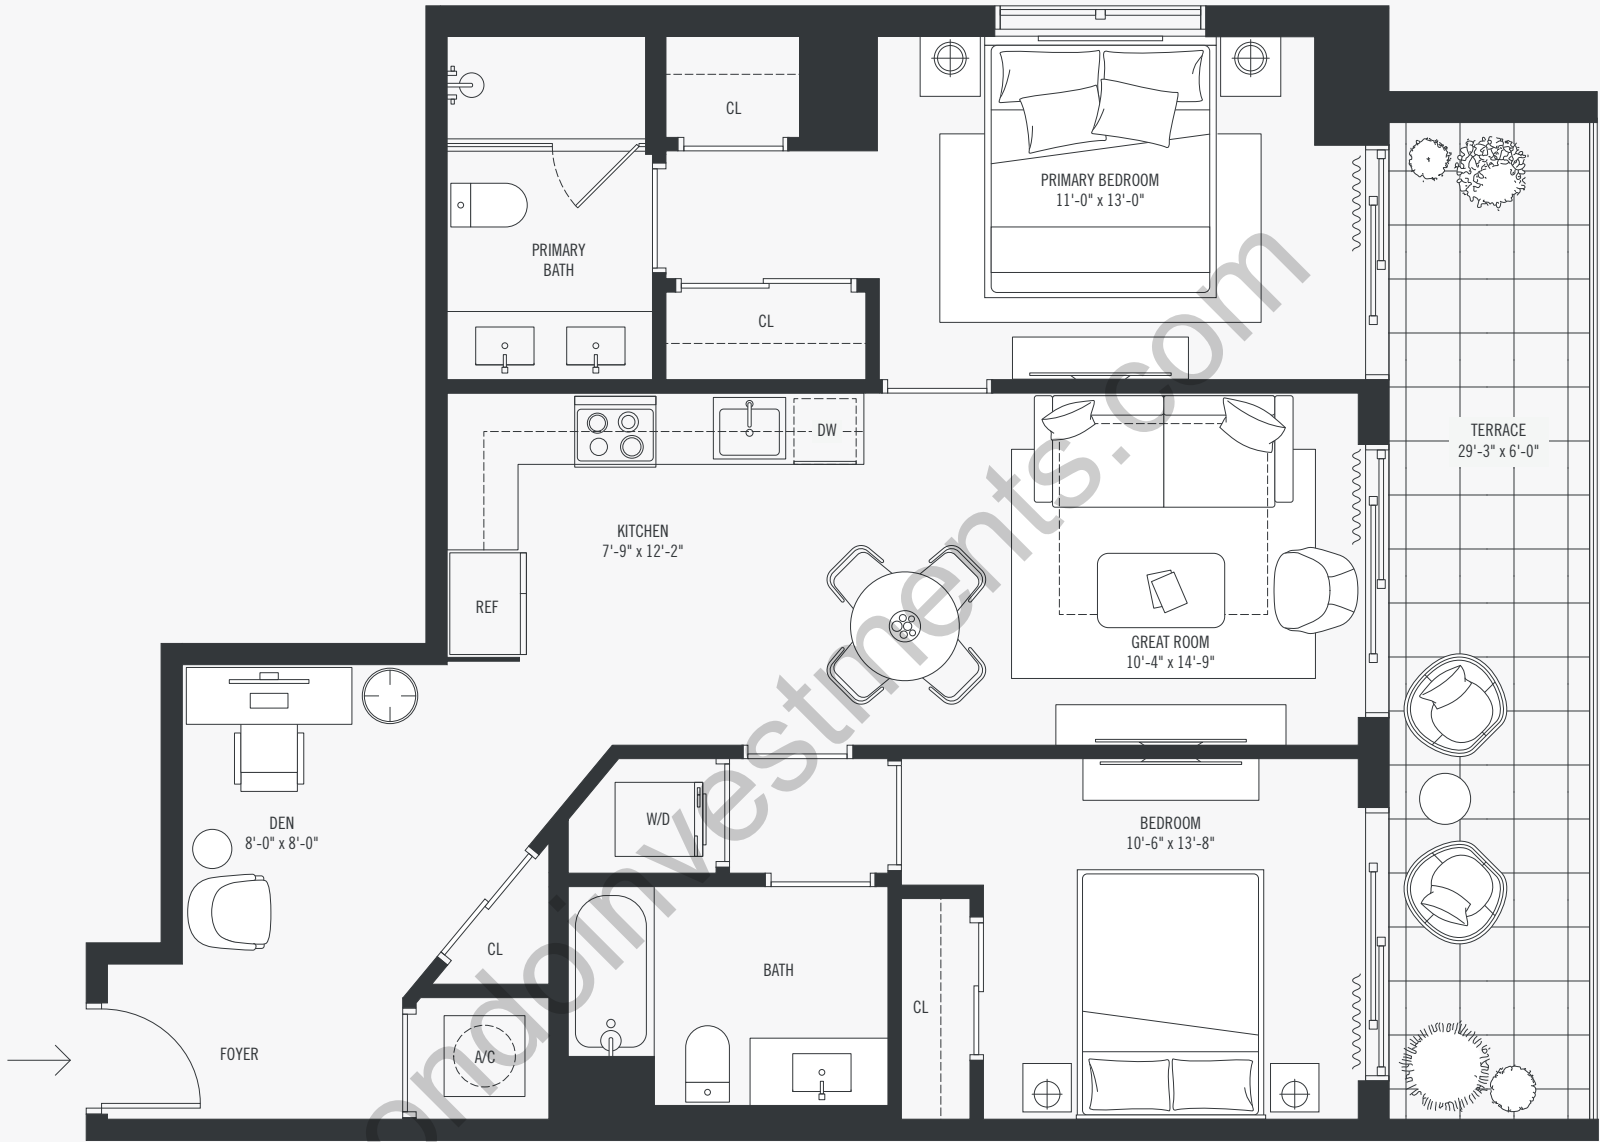 CL
PRIMARY BEDROOM
11'-0" x 13'-0"
PRIMARY
BATH
CL
TERRACE
29'-3" x 6'-0"
DW
KITCHEN
7'-9" x 12'-2"
REF
GREAT ROOM
10'-4" x 14'-9"
DEN
8'-0" x 8'-0"
W/D
BEDROOM
10'-6" x 13'-8"
CL
BATH
CL
FOYER
A/C
ondoinvestments.com